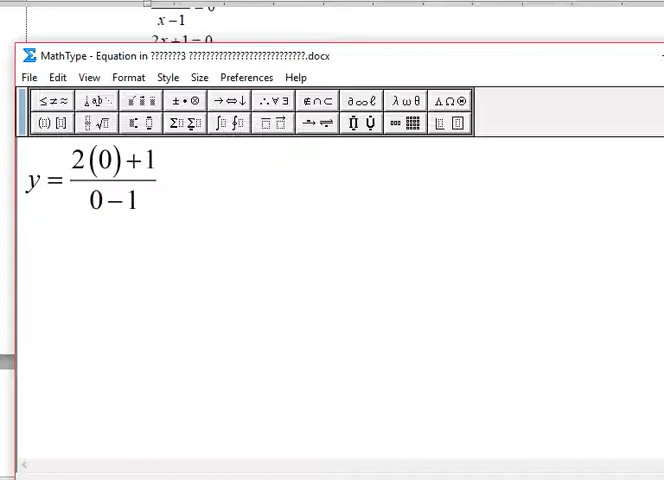 x − 1
2x + 1 = 0
MathType - Equation in ???????3 ???????????????????????????.docx
File Edit View Format Style Size Preferences Help
y = \frac{2(0)+1}{0−1}